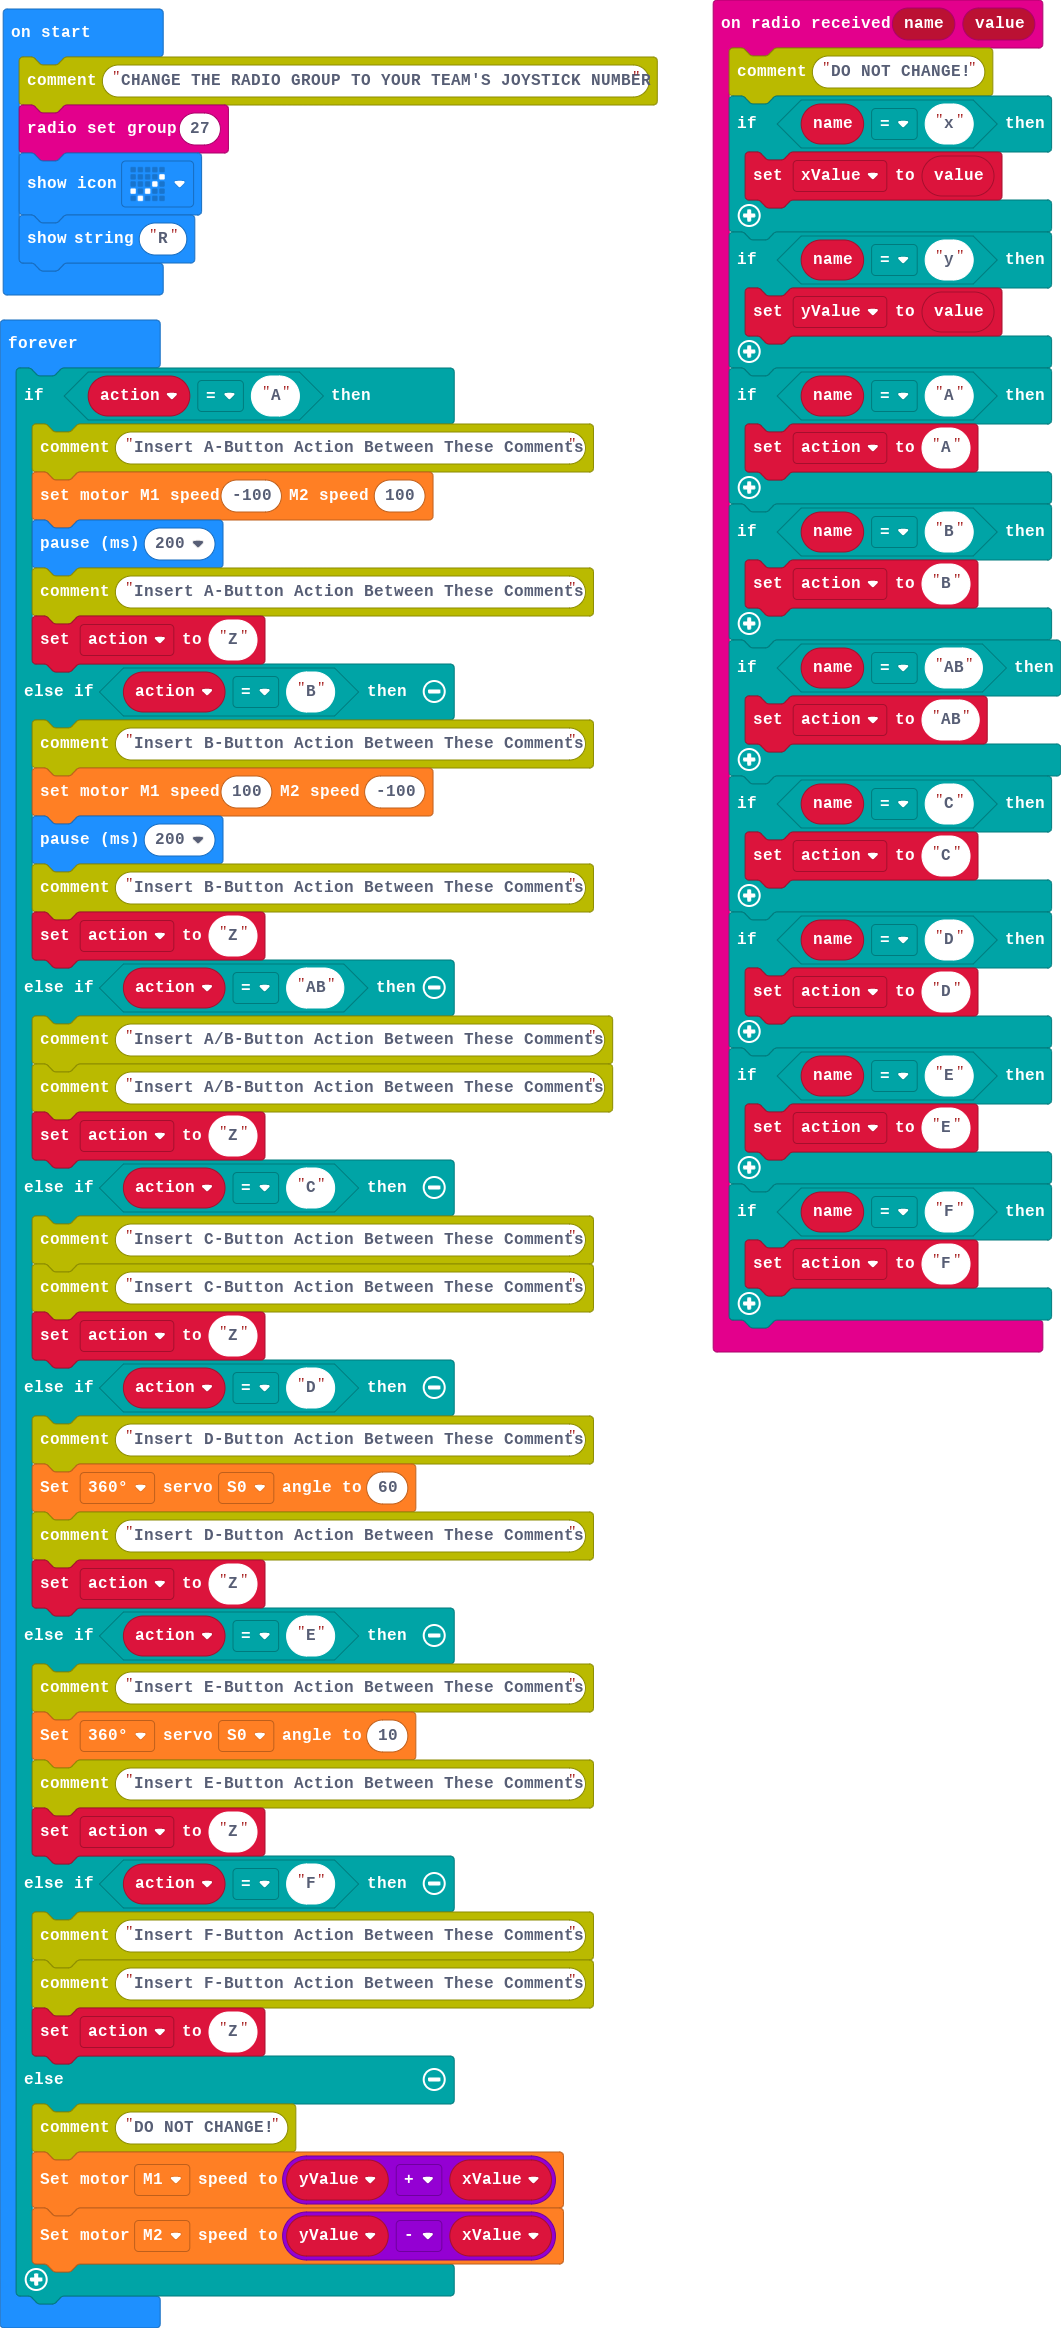 on start
comment "CHANGE THE RADIO GROUP TO YOUR TEAM'S JOYSTICK NUMBER"
radio set group 27
show icon
show string "R"
forever
if action = "A" then
comment "Insert A-Button Action Between These Comments"
set motor M1 speed -100 M2 speed 100
pause (ms) 200
comment "Insert A-Button Action Between These Comments"
set action to "Z"
else if action = "B" then
comment "Insert B-Button Action Between These Comments"
set motor M1 speed 100 M2 speed -100
pause (ms) 200
comment "Insert B-Button Action Between These Comments"
set action to "Z"
else if action = "AB" then
comment "Insert A/B-Button Action Between These Comments"
comment "Insert A/B-Button Action Between These Comments"
set action to "Z"
else if action = "C" then
comment "Insert C-Button Action Between These Comments"
comment "Insert C-Button Action Between These Comments"
set action to "Z"
else if action = "D" then
comment "Insert D-Button Action Between These Comments"
Set 360° servo S0 angle to 60
comment "Insert D-Button Action Between These Comments"
set action to "Z"
else if action = "E" then
comment "Insert E-Button Action Between These Comments"
Set 360° servo S0 angle to 10
comment "Insert E-Button Action Between These Comments"
set action to "Z"
else if action = "F" then
comment "Insert F-Button Action Between These Comments"
comment "Insert F-Button Action Between These Comments"
set action to "Z"
else
comment "DO NOT CHANGE!"
Set motor M1 speed to yValue + xValue
Set motor M2 speed to yValue - xValue
on radio received name value
comment "DO NOT CHANGE!"
if name = "x" then
set xValue to value
if name = "y" then
set yValue to value
if name = "A" then
set action to "A"
if name = "B" then
set action to "B"
if name = "AB" then
set action to "AB"
if name = "C" then
set action to "C"
if name = "D" then
set action to "D"
if name = "E" then
set action to "E"
if name = "F" then
set action to "F"